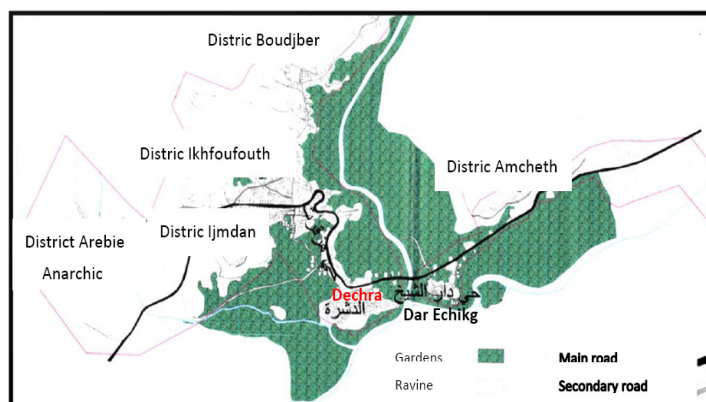 Distric Boudjber
Distric Ikhfoufouth
Distric Amcheth
District Arebie
Anarchic
Distric Ijmdan
Dechra
الدشرة
حي دار الشيخ
Dar Echikg
Gardens
Main road
Ravine
Secondary road